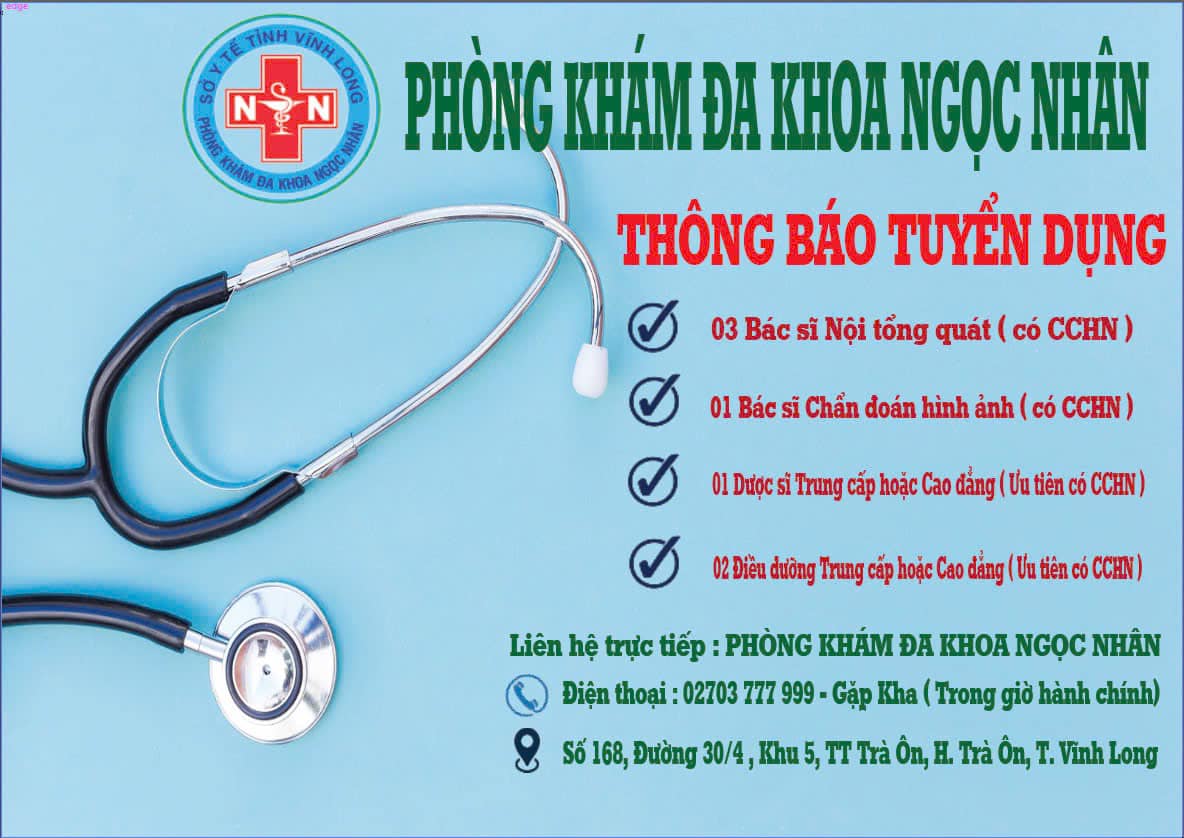 edge
SỞ Y TẾ TỈNH VĨNH LONG
N N
PHÒNG KHÁM ĐA KHOA NGỌC NHÂN
PHÒNG KHÁM ĐA KHOA NGỌC NHÂN
THÔNG BÁO TUYỂN DỤNG
03 Bác sĩ Nội tổng quát ( có CCHN )
01 Bác sĩ Chẩn đoán hình ảnh ( có CCHN )
01 Dược sĩ Trung cấp hoặc Cao đẳng ( Ưu tiên có CCHN )
02 Điều dưỡng Trung cấp hoặc Cao đẳng ( Ưu tiên có CCHN )
Liên hệ trực tiếp : PHÒNG KHÁM ĐA KHOA NGỌC NHÂN
Điện thoại : 02703 777 999 - Gặp Kha ( Trong giờ hành chính)
Số 168, Đường 30/4 , Khu 5, TT Trà Ôn, H. Trà Ôn, T. Vĩnh Long